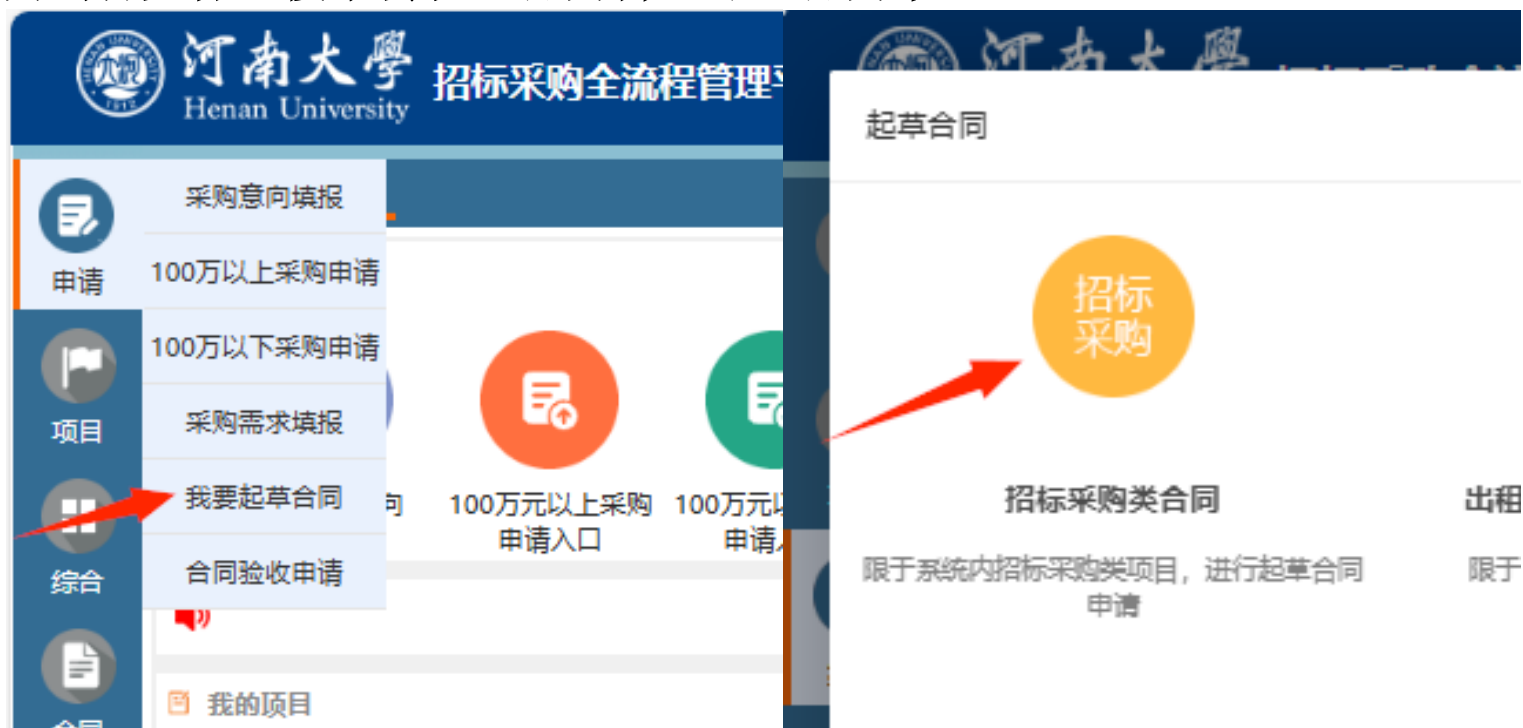 河南大學
Henan University
招标采购全流程管理
申请
项目
综合
采购意向填报
100万以上采购申请
100万以下采购申请
采购需求填报
我要起草合同
合同验收申请
向
100万元以上采购
申请入口
100万元以
申请
我的项目
起草合同
招标
采购
招标采购类合同
限于系统内招标采购类项目，进行起草合同
申请
出租
限于